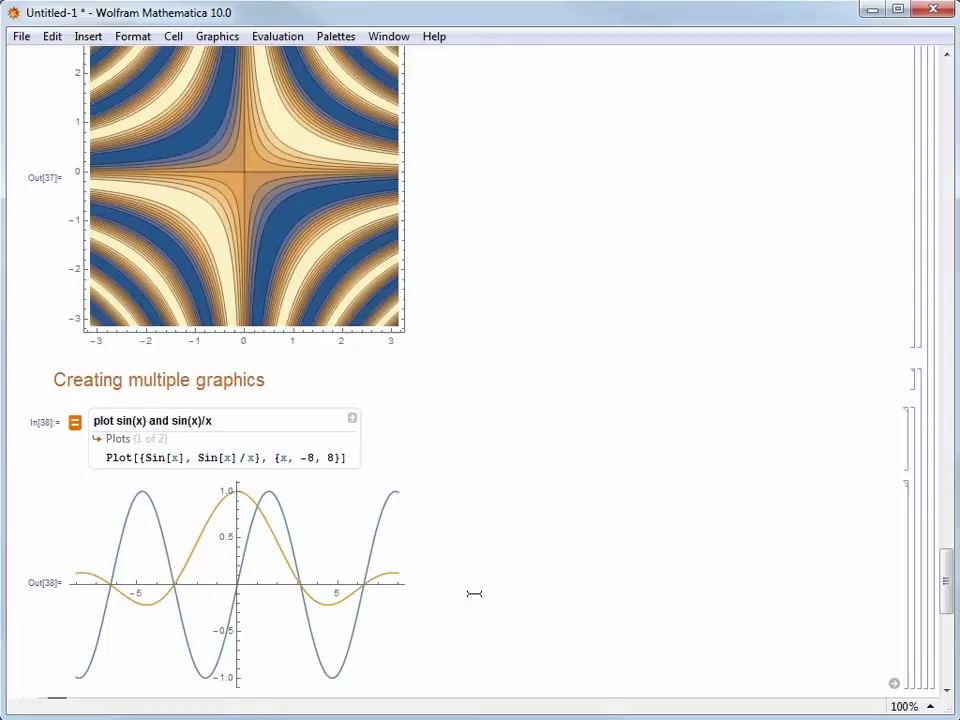 Untitled-1 * - Wolfram Mathematica 10.0
File Edit Insert Format Cell Graphics Evaluation Palettes Window Help
2
1
Out[37]= 0
−1
−2
−3
−3 −2 −1 0 1 2 3
Creating multiple graphics
In[38]:= plot sin(x) and sin(x)/x
Plots (1 of 2)
Plot[{Sin[x], Sin[x]/x}, {x, -8, 8}]
1.0
0.5
Out[38]=
−5 5
−0.5
−1.0
100%